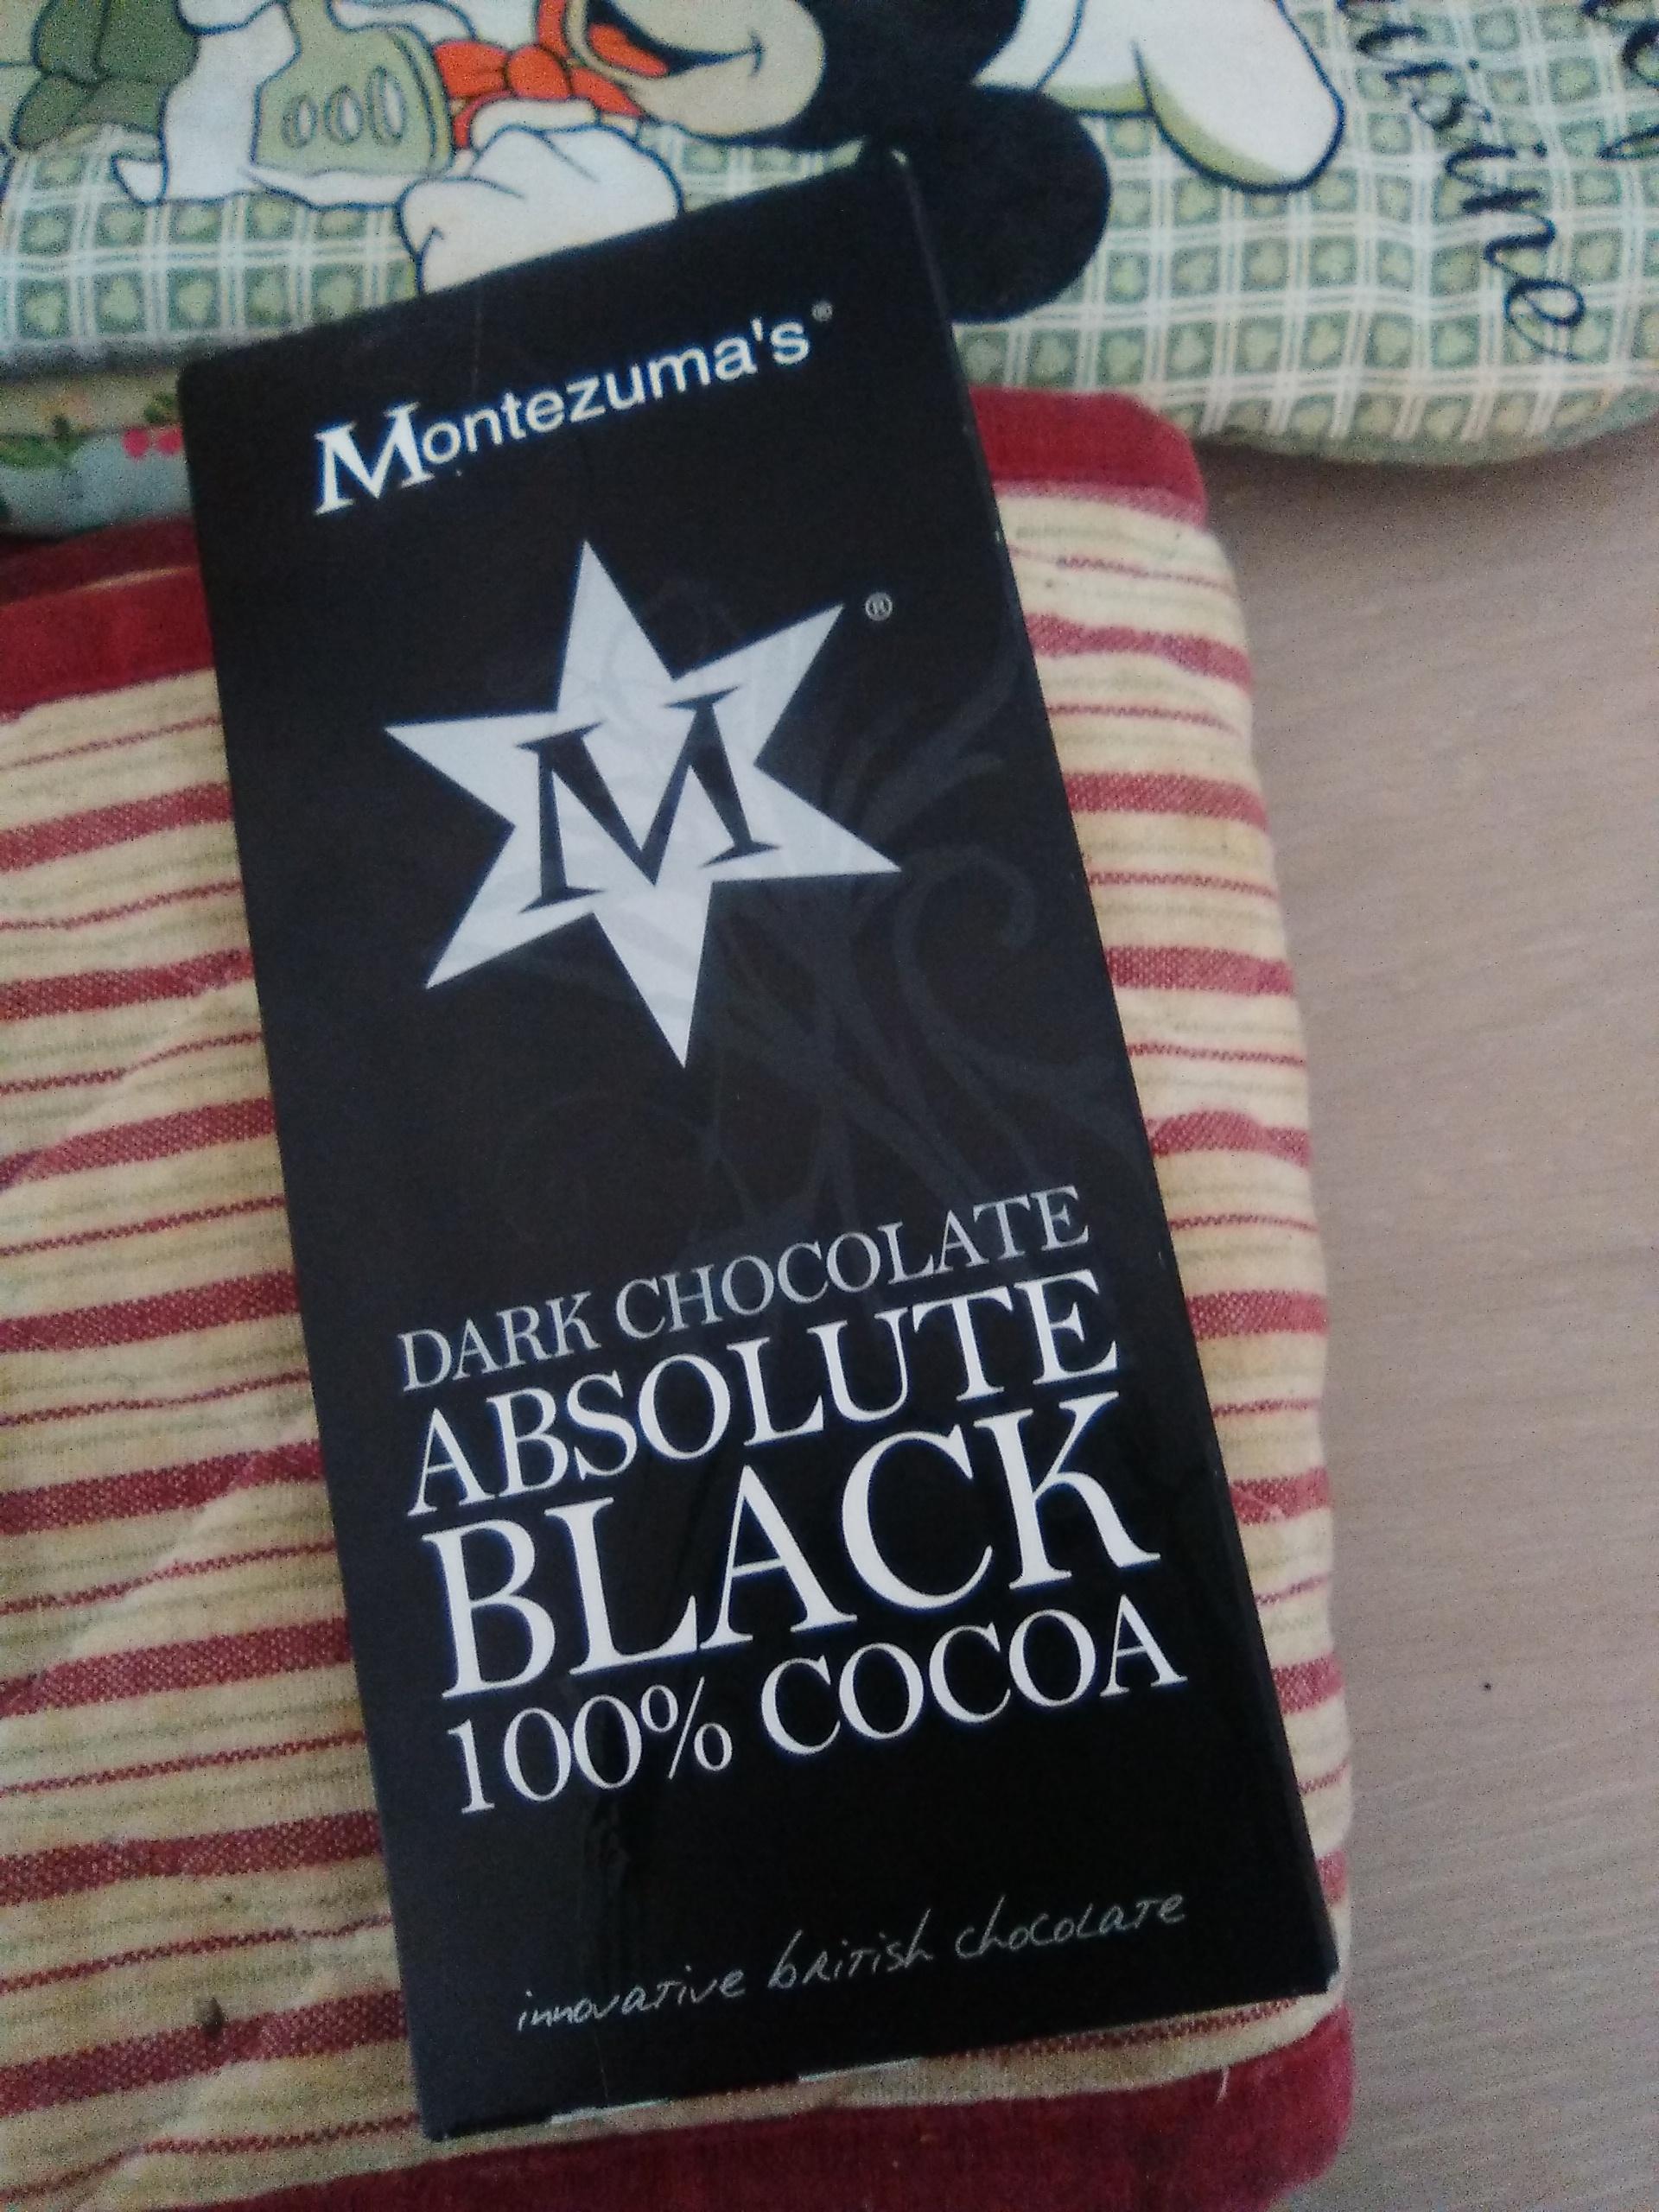 Montezuma's®
M®
DARK CHOCOLATE
ABSOLUTE
BLACK
100% COCOA
innovative british chocolate